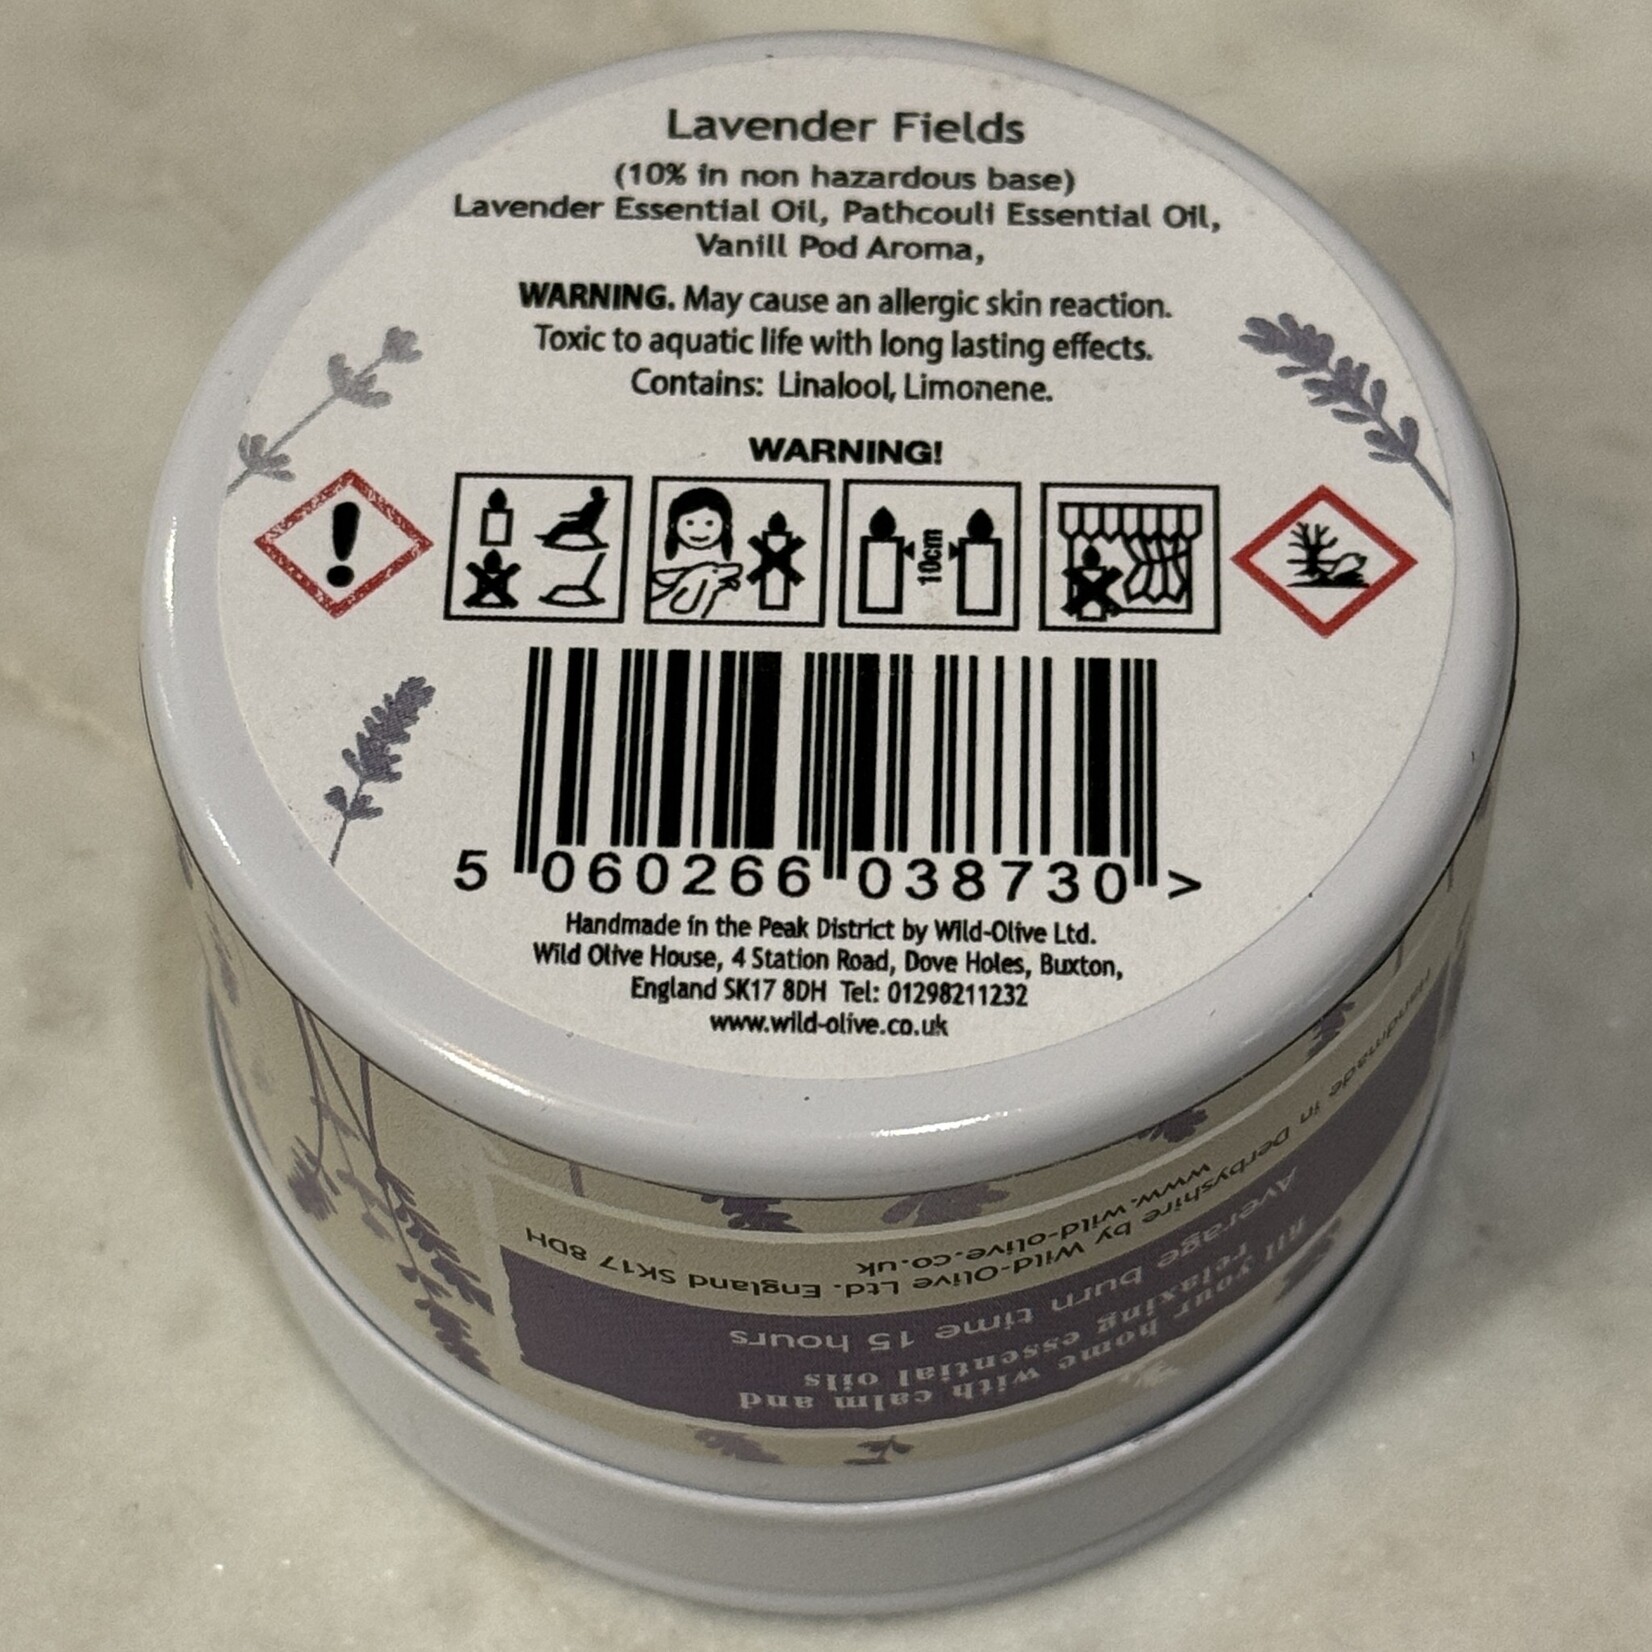 Lavender Fields
(10% in non hazardous base)
Lavender Essential Oil, Pathcouli Essential Oil,
Vanill Pod Aroma,
WARNING. May cause an allergic skin reaction.
Toxic to aquatic life with long lasting effects.
Contains: Linalool, Limonene.
WARNING!
10cm
5 060266 038730 >
Handmade in the Peak District by Wild-Olive Ltd.
Wild Olive House, 4 Station Road, Dove Holes, Buxton,
England SK17 8DH Tel: 01298211232
www.wild-olive.co.uk
fill your home with calm and
relaxing essential oils
Average burn time 15 hours
Handmade in Derbyshire by Wild-Olive Ltd. England SK17 8DH
www.wild-olive.co.uk